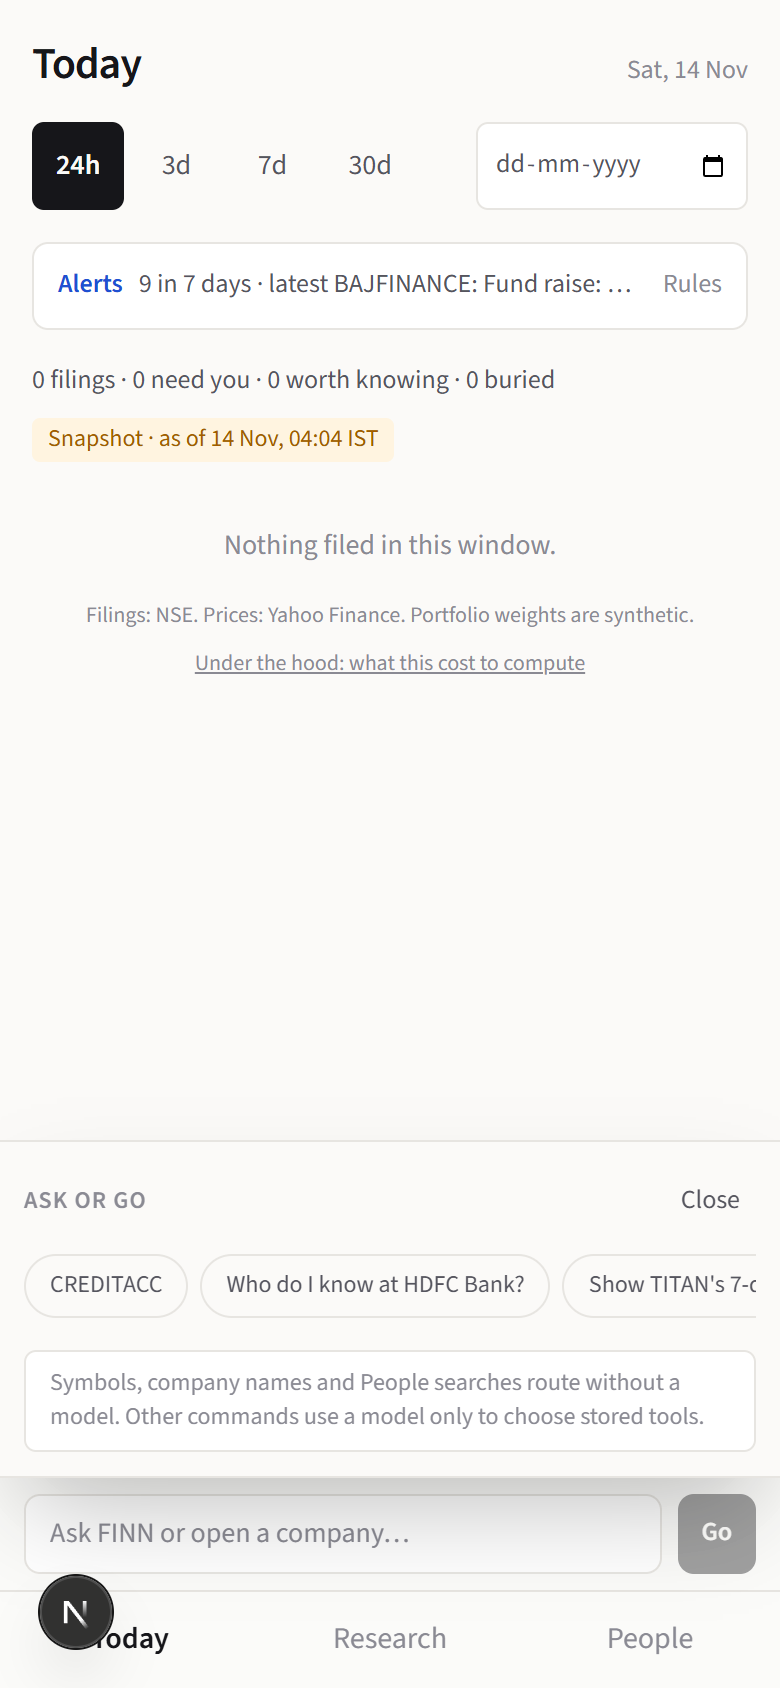 Today
Sat, 14 Nov
24h 3d 7d 30d dd-mm-yyyy
Alerts 9 in 7 days · latest BAJFINANCE: Fund raise: … Rules
0 filings · 0 need you · 0 worth knowing · 0 buried
Snapshot · as of 14 Nov, 04:04 IST
Nothing filed in this window.
Filings: NSE. Prices: Yahoo Finance. Portfolio weights are synthetic.
Under the hood: what this cost to compute
ASK OR GO Close
CREDITACC Who do I know at HDFC Bank? Show TITAN's 7-
Symbols, company names and People searches route without a
model. Other commands use a model only to choose stored tools.
Ask FINN or open a company… Go
N
Today Research People